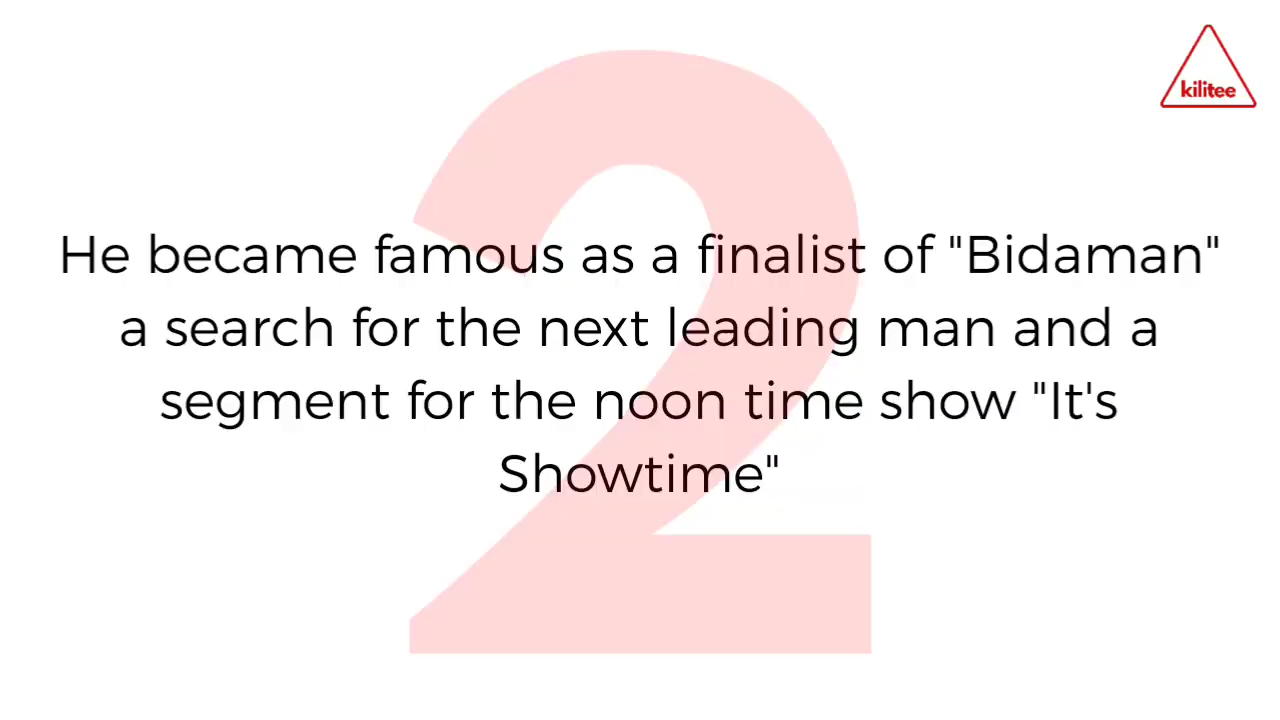 kilitee
2
He became famous as a finalist of "Bidaman"
a search for the next leading man and a
segment for the noon time show "It's
Showtime"